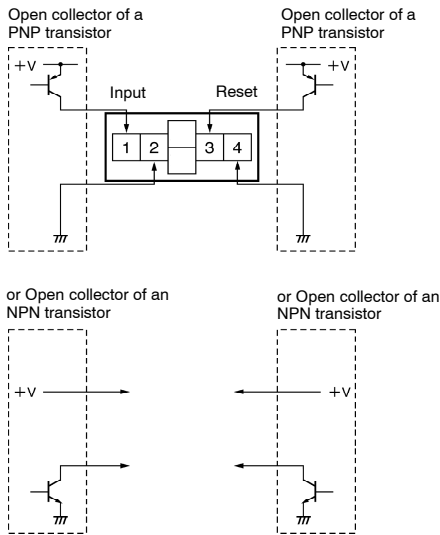 Open collector of a
PNP transistor
Open collector of a
PNP transistor
+V
+V
Input
Reset
1 2 3 4
or Open collector of an
NPN transistor
or Open collector of an
NPN transistor
+V
+V